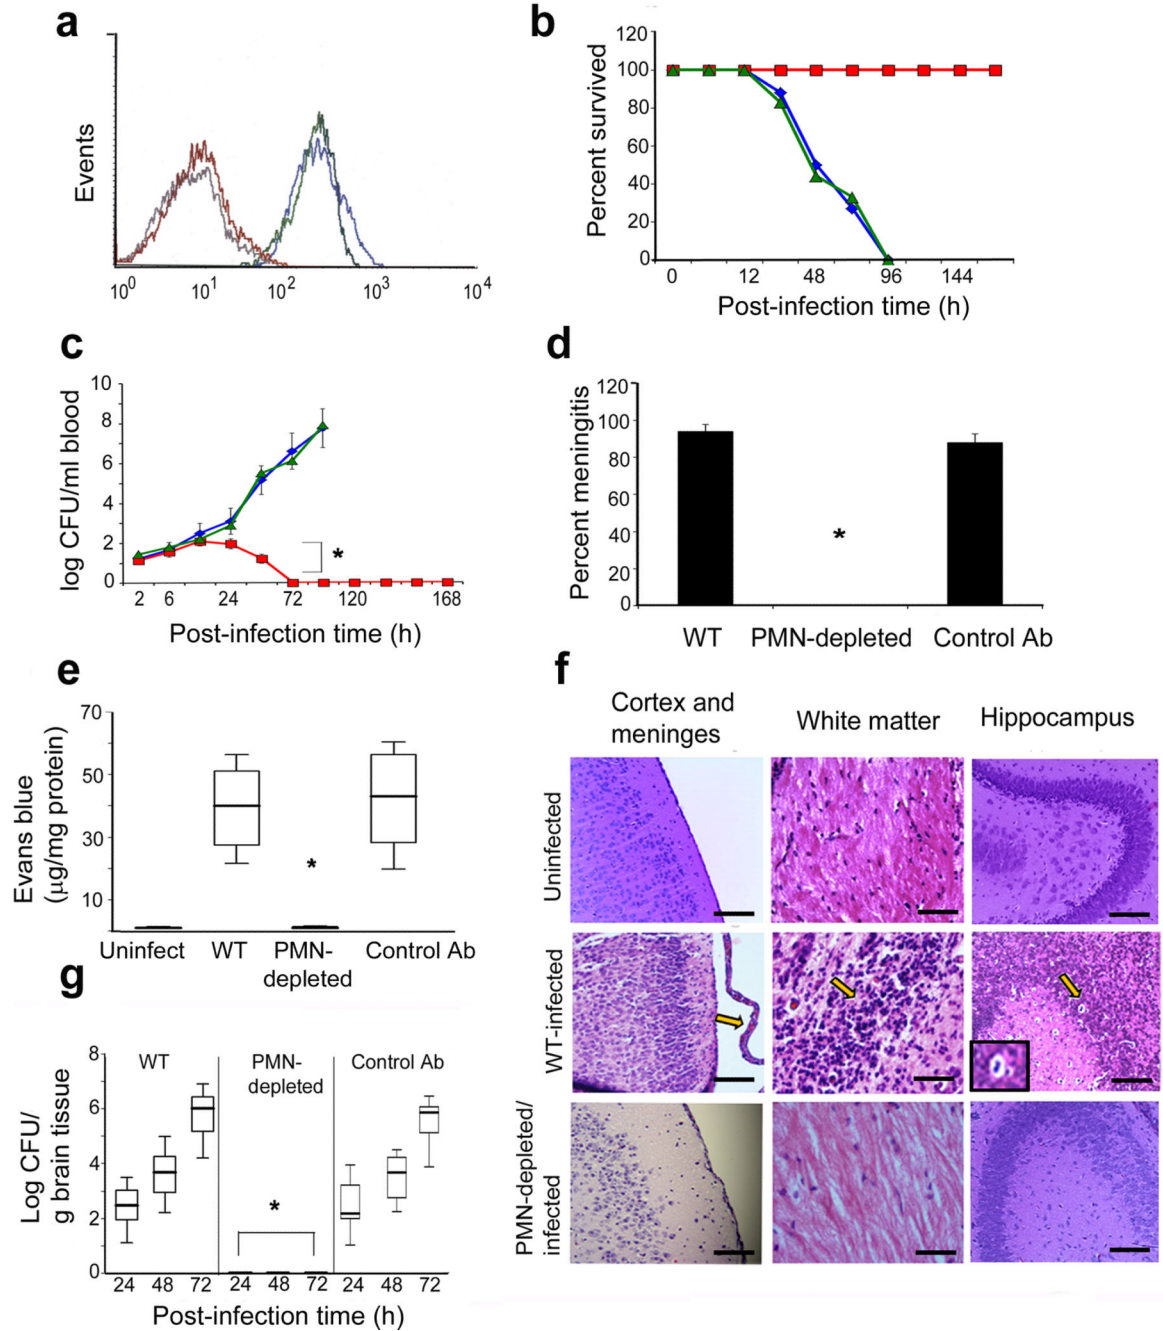 a
Events
10^0 10^1 10^2 10^3 10^4
b
Percent survived
120
100
80
60
40
20
0
0 12 48 96 144
Post-infection time (h)
c
log CFU/ml blood
10
8
6
4
2
0
*
2 6 24 72 120 168
Post-infection time (h)
d
Percent meningitis
120
100
80
60
40
20
0
*
WT PMN-depleted Control Ab
e
Evans blue
(µg/mg protein)
70
50
30
10
*
Uninfect WT PMN- Control Ab
depleted
f
Cortex and
meninges
White matter
Hippocampus
Uninfected
WT-infected
PMN-depleted/
infected
g
Log CFU/
g brain tissue
8
6
4
2
0
WT PMN- Control Ab
depleted
*
24 48 72 24 48 72 24 48 72
Post-infection time (h)